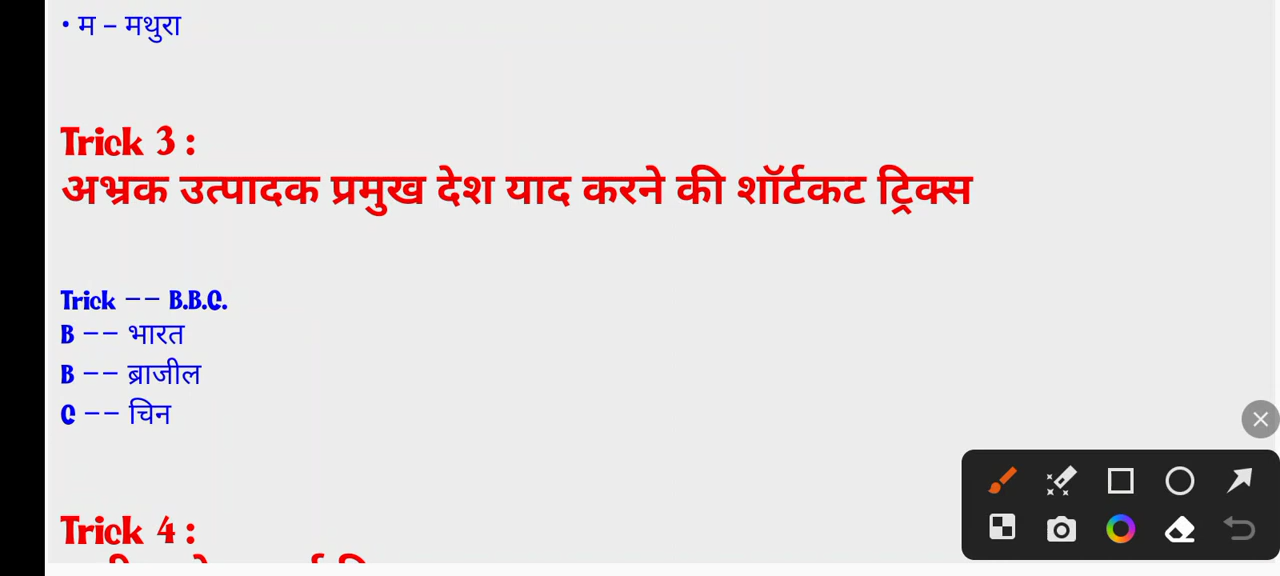 • म – मथुरा
Trick 3 :
अभ्रक उत्पादक प्रमुख देश याद करने की शॉर्टकट ट्रिक्स
Trick -- B.B.C.
B -- भारत
B -- ब्राजील
C -- चिन
Trick 4 :